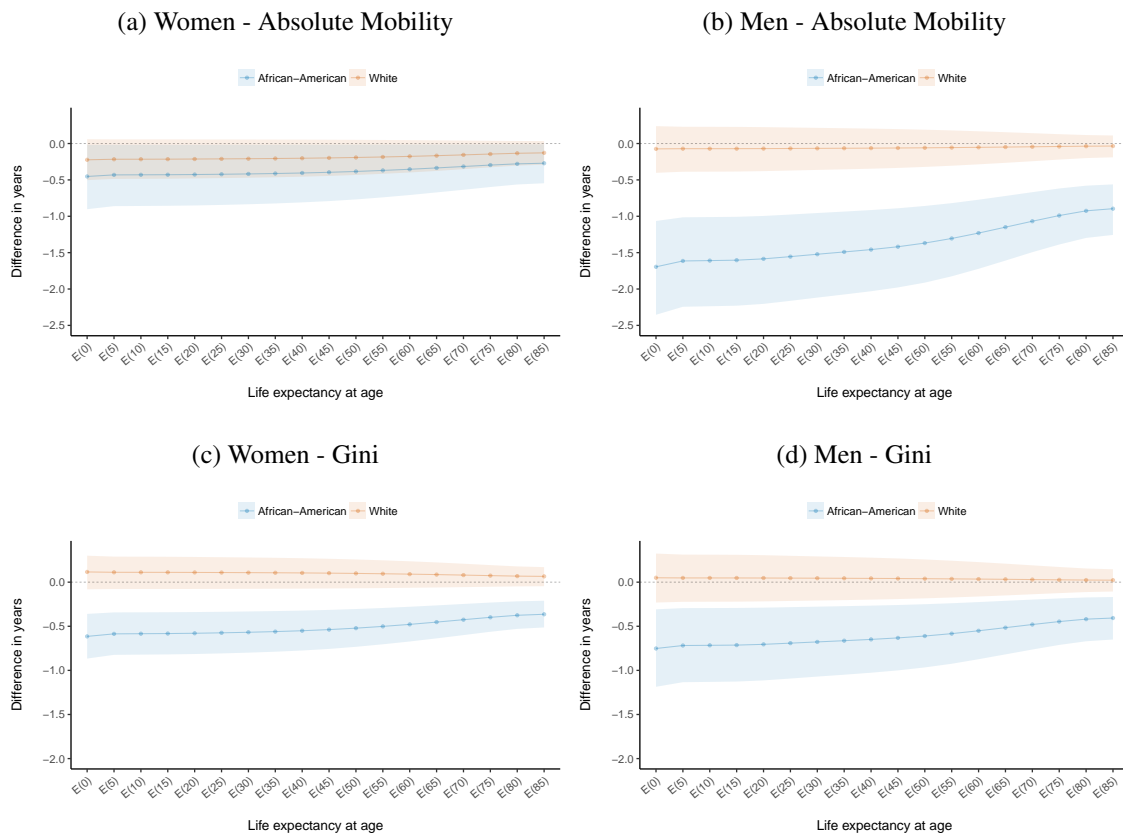 (a) Women - Absolute Mobility
African−American White
Difference in years
0.0
−0.5
−1.0
−1.5
−2.0
−2.5
E(0) E(5) E(10) E(15) E(20) E(25) E(30) E(35) E(40) E(45) E(50) E(55) E(60) E(65) E(70) E(75) E(80) E(85)
Life expectancy at age
(b) Men - Absolute Mobility
African−American White
Difference in years
0.0
−0.5
−1.0
−1.5
−2.0
−2.5
E(0) E(5) E(10) E(15) E(20) E(25) E(30) E(35) E(40) E(45) E(50) E(55) E(60) E(65) E(70) E(75) E(80) E(85)
Life expectancy at age
(c) Women - Gini
African−American White
Difference in years
0.0
−0.5
−1.0
−1.5
−2.0
E(0) E(5) E(10) E(15) E(20) E(25) E(30) E(35) E(40) E(45) E(50) E(55) E(60) E(65) E(70) E(75) E(80) E(85)
Life expectancy at age
(d) Men - Gini
African−American White
Difference in years
0.0
−0.5
−1.0
−1.5
−2.0
E(0) E(5) E(10) E(15) E(20) E(25) E(30) E(35) E(40) E(45) E(50) E(55) E(60) E(65) E(70) E(75) E(80) E(85)
Life expectancy at age